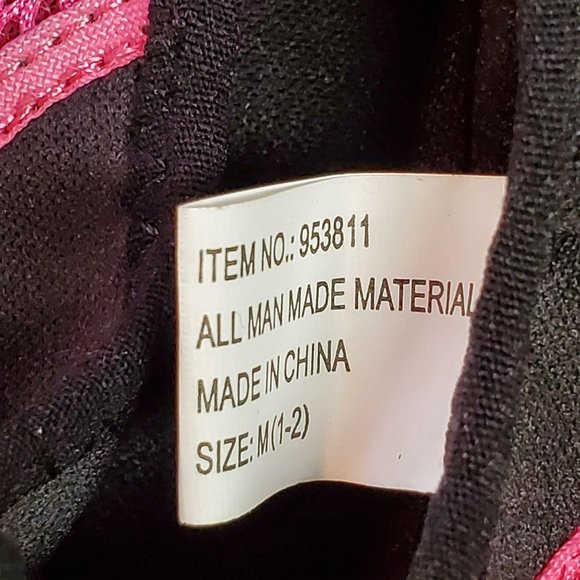 ITEM NO.: 953811
ALL MAN MADE MATERIAL
MADE IN CHINA
SIZE: M(1-2)